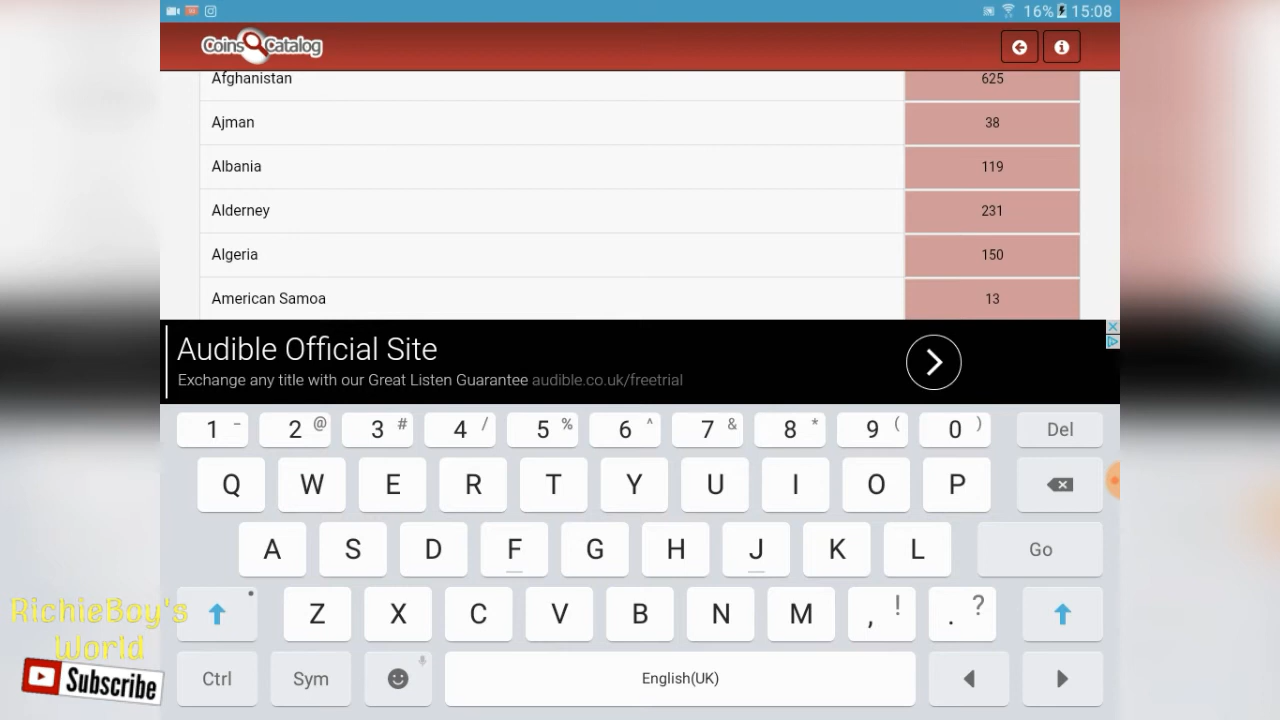 16% 15:08
Coins Catalog
Afghanistan 625
Ajman 38
Albania 119
Alderney 231
Algeria 150
American Samoa 13
Audible Official Site
Exchange any title with our Great Listen Guarantee audible.co.uk/freetrial
1 - 2 @ 3 # 4 / 5 % 6 ^ 7 & 8 * 9 ( 0 ) Del
Q W E R T Y U I O P
A S D F G H J K L Go
Z X C V B N M , ! . ?
Ctrl Sym English(UK)
RichieBoy's
World
Subscribe